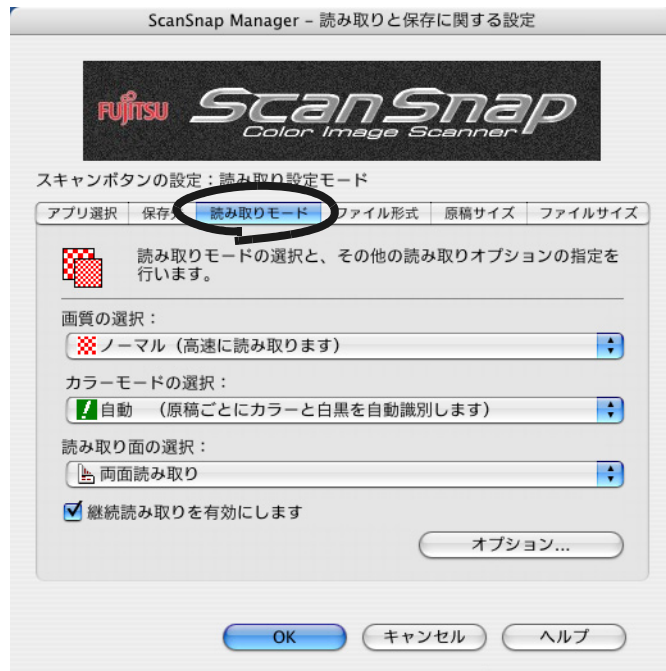 ScanSnap Manager – 読み取りと保存に関する設定
FUJITSU ScanSnap
Color Image Scanner
スキャンボタンの設定：読み取り設定モード
アプリ選択 保存先 読み取りモード ファイル形式 原稿サイズ ファイルサイズ
読み取りモードの選択と、その他の読み取りオプションの指定を
行います。
画質の選択：
ノーマル（高速に読み取ります）
カラーモードの選択：
自動 （原稿ごとにカラーと白黒を自動識別します）
読み取り面の選択：
両面読み取り
継続読み取りを有効にします
オプション...
OK キャンセル ヘルプ